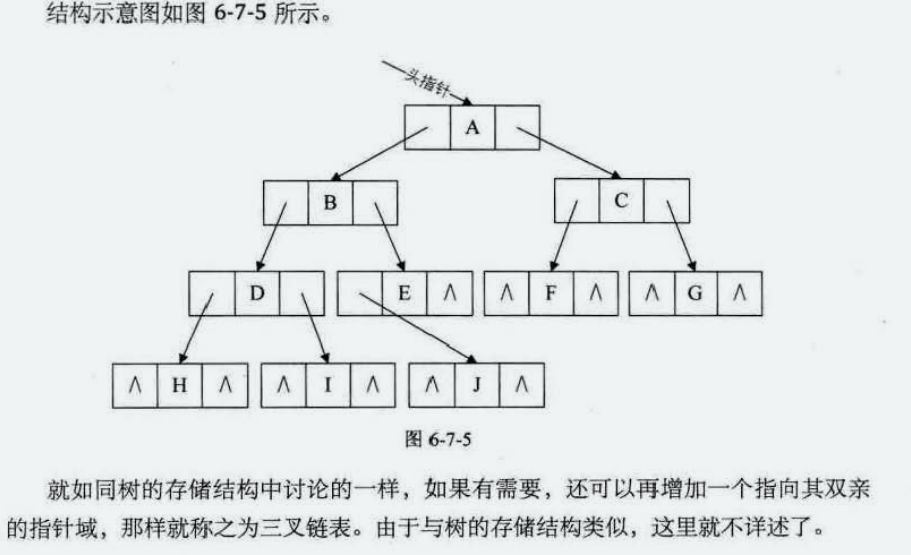 结构示意图如图 6-7-5 所示。
头指针
A
B
C
D
E ∧
∧ F ∧
∧ G ∧
∧ H ∧
∧ I ∧
∧ J ∧
图 6-7-5
就如同树的存储结构中讨论的一样，如果有需要，还可以再增加一个指向其双亲
的指针域，那样就称之为三叉链表。由于与树的存储结构类似，这里就不详述了。